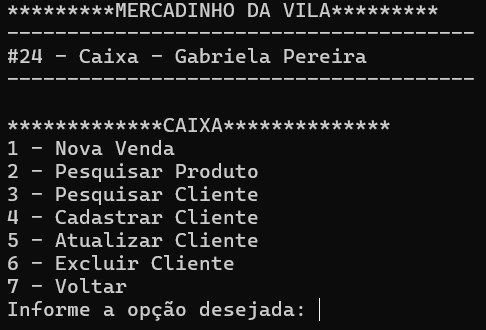 *********MERCADINHO DA VILA*********
---------------------------------------
#24 - Caixa - Gabriela Pereira
---------------------------------------
*************CAIXA**************
1 - Nova Venda
2 - Pesquisar Produto
3 - Pesquisar Cliente
4 - Cadastrar Cliente
5 - Atualizar Cliente
6 - Excluir Cliente
7 - Voltar
Informe a opção desejada: